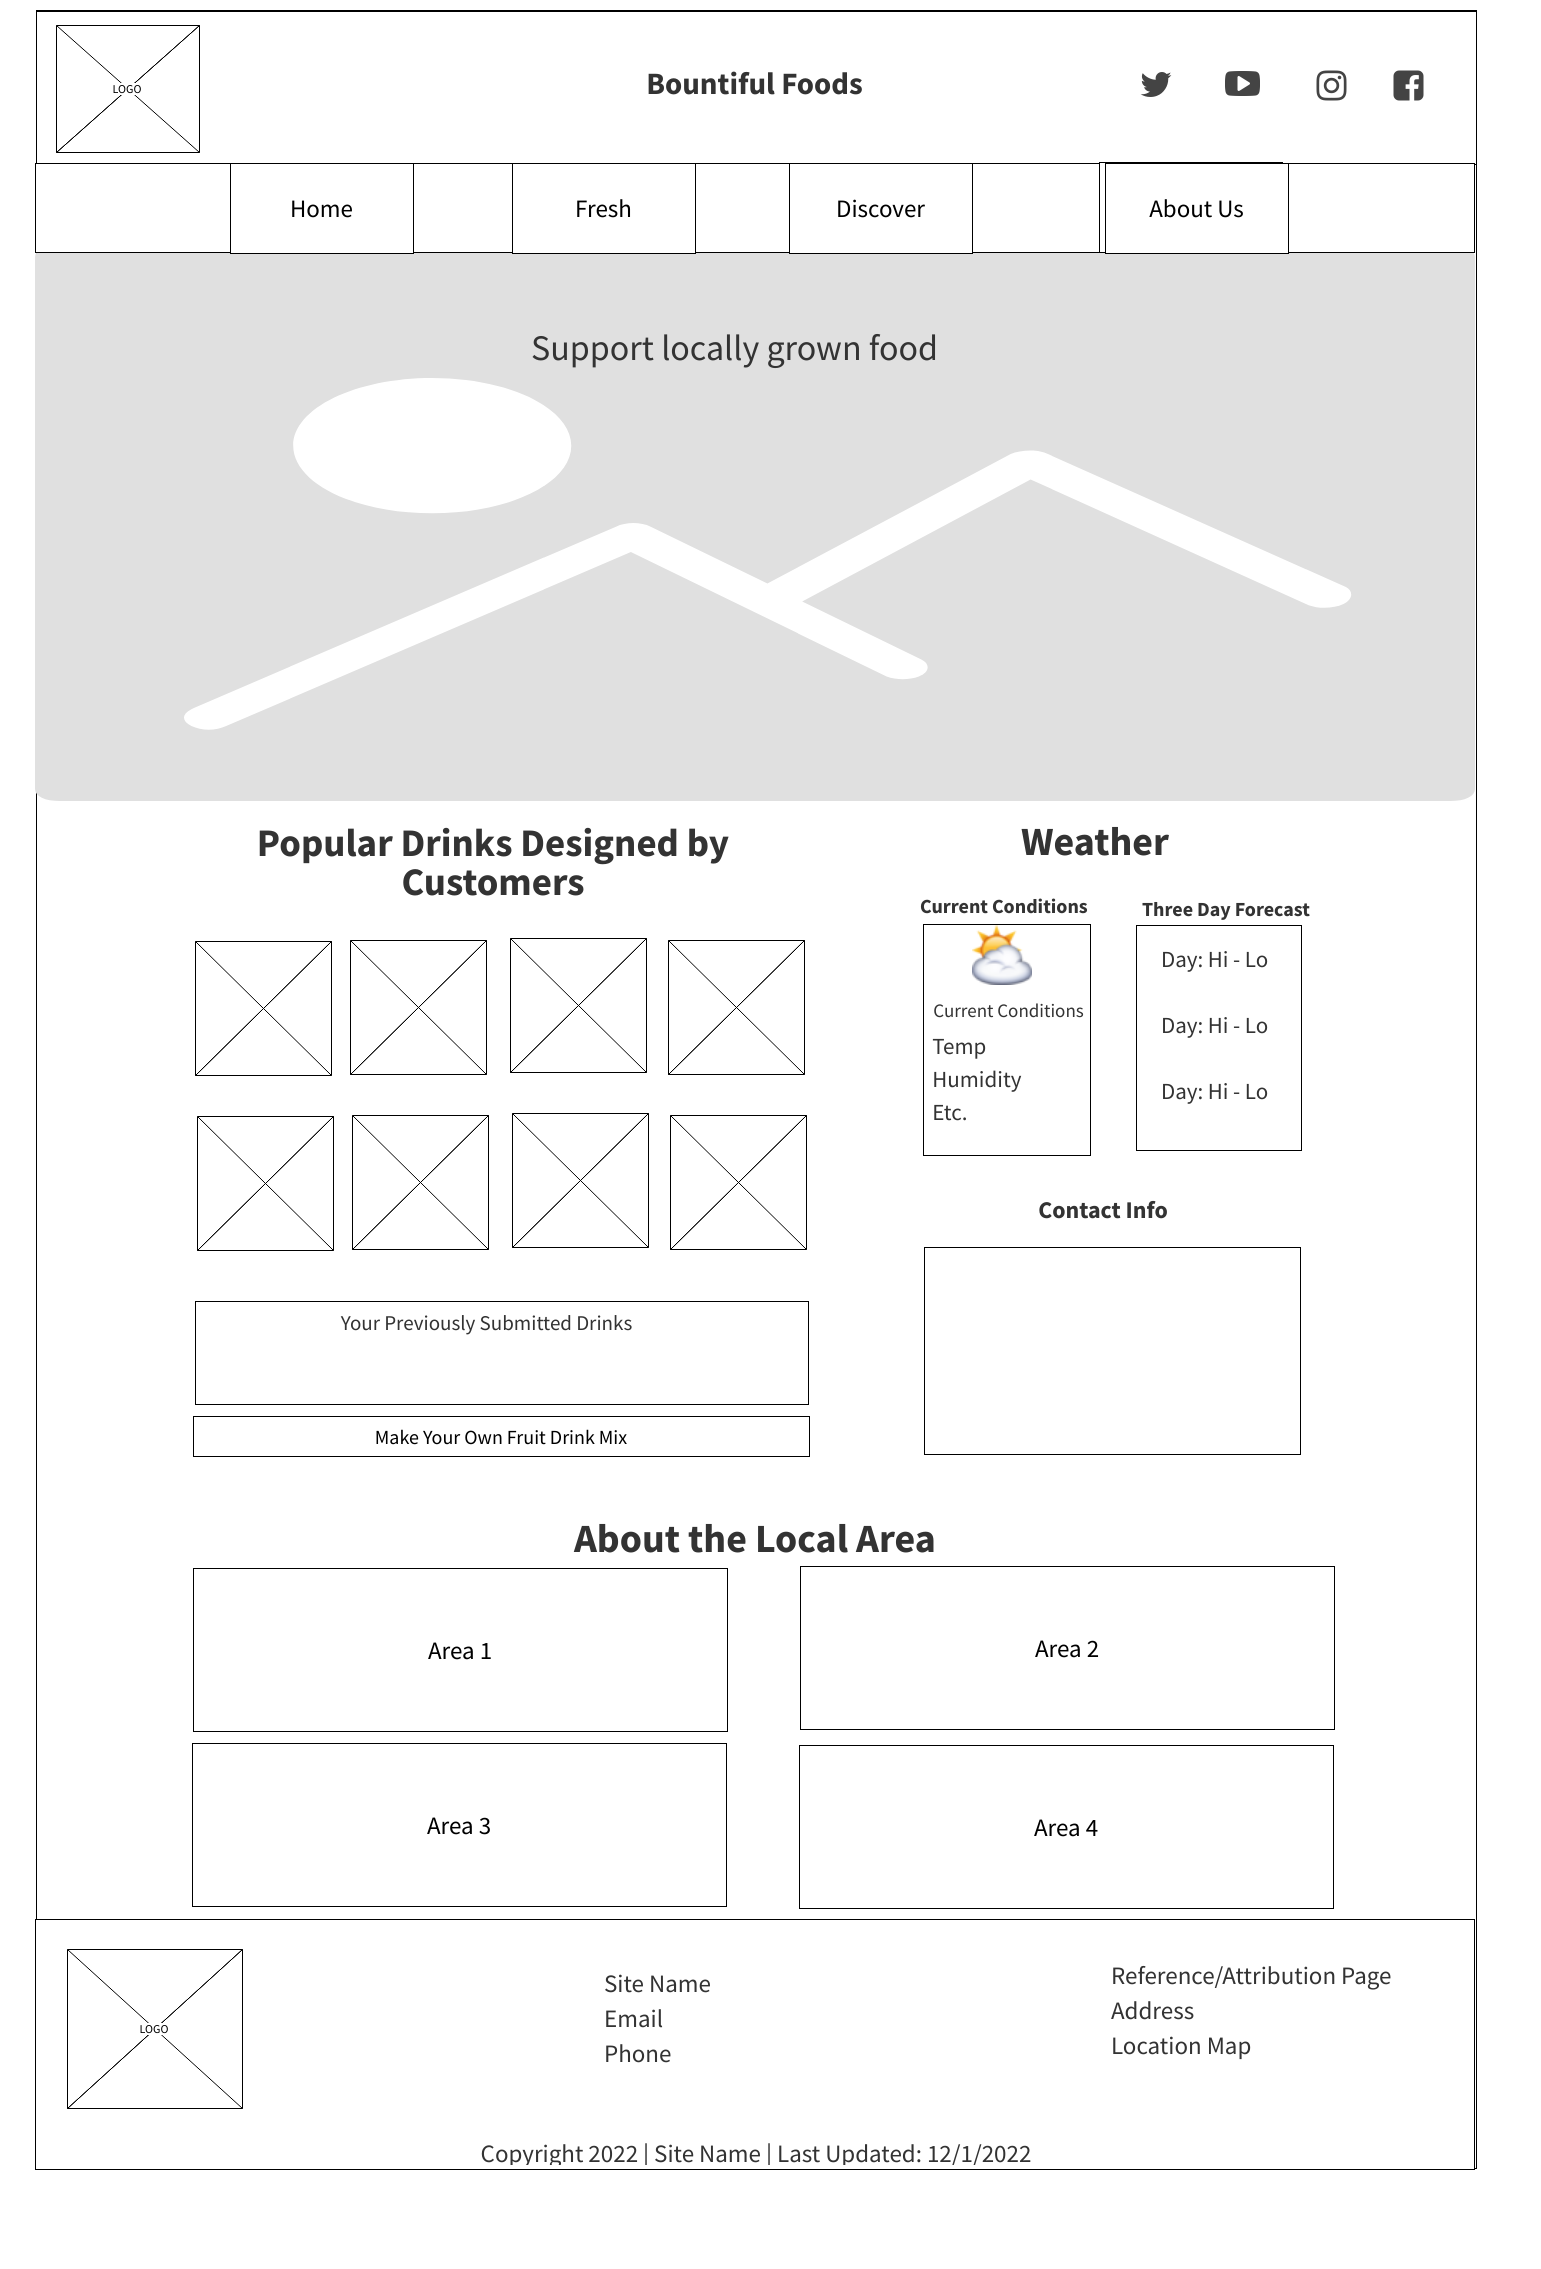 LOGO
Bountiful Foods
Home
Fresh
Discover
About Us
Support locally grown food
Popular Drinks Designed by
Customers
Weather
Current Conditions
Three Day Forecast
Current Conditions
Temp
Humidity
Etc.
Day: Hi - Lo
Day: Hi - Lo
Day: Hi - Lo
Contact Info
Your Previously Submitted Drinks
Make Your Own Fruit Drink Mix
About the Local Area
Area 1
Area 2
Area 3
Area 4
LOGO
Site Name
Email
Phone
Reference/Attribution Page
Address
Location Map
Copyright 2022 | Site Name | Last Updated: 12/1/2022